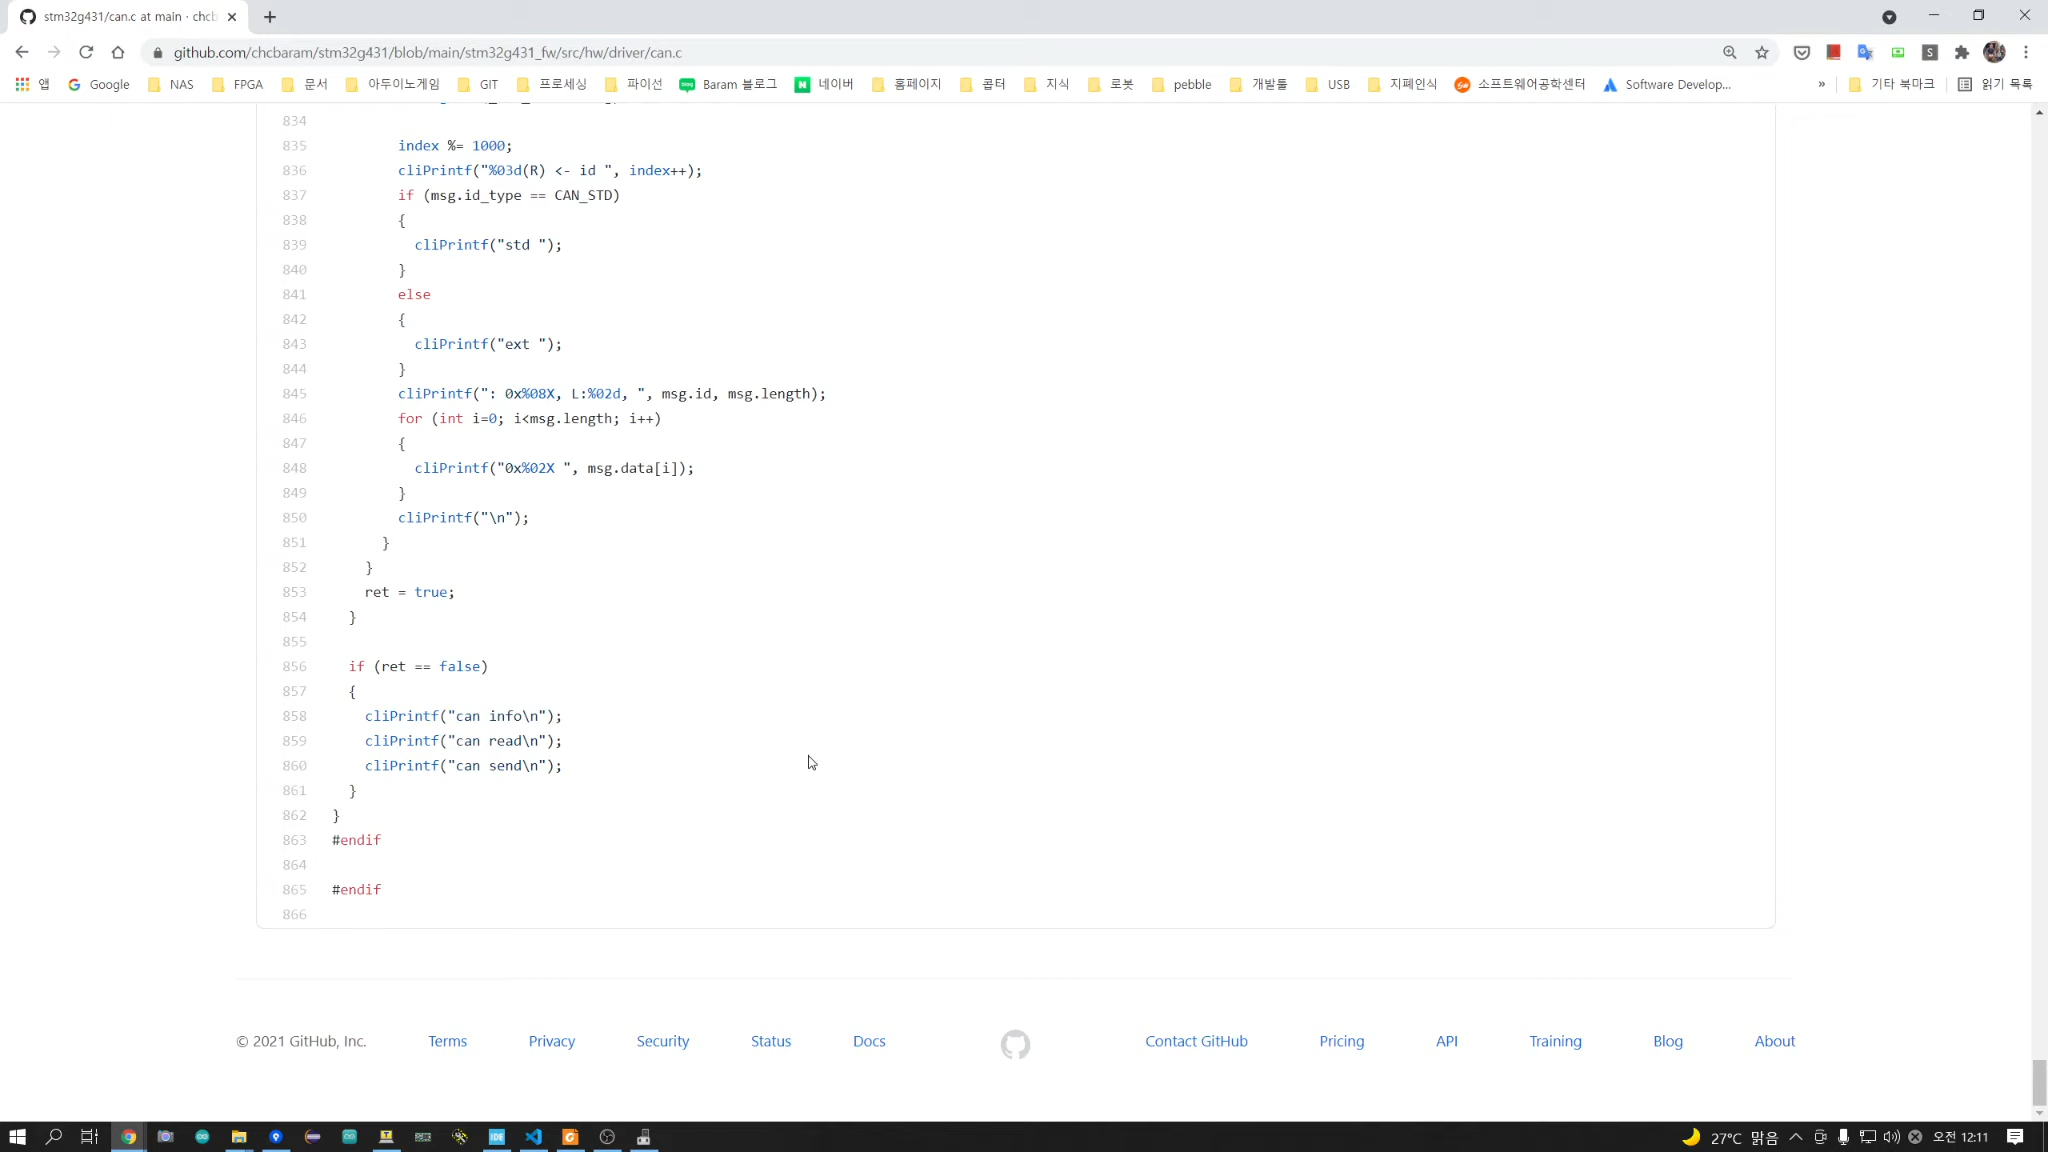 stm32g431/can.c at main · chcb
github.com/chcbaram/stm32g431/blob/main/stm32g431_fw/src/hw/driver/can.c
앱 Google NAS FPGA 문서 아두이노게임 GIT 프로세싱 파이선 Baram 블로그 네이버 홈페이지 콥터 지식 로봇 pebble 개발툴 USB 지폐인식 소프트웨어공학센터 Software Develop... » 기타 북마크 읽기 목록
834
835 index %= 1000;
836 cliPrintf("%03d(R) <- id ", index++);
837 if (msg.id_type == CAN_STD)
838 {
839 cliPrintf("std ");
840 }
841 else
842 {
843 cliPrintf("ext ");
844 }
845 cliPrintf(": 0x%08X, L:%02d, ", msg.id, msg.length);
846 for (int i=0; i<msg.length; i++)
847 {
848 cliPrintf("0x%02X ", msg.data[i]);
849 }
850 cliPrintf("\n");
851 }
852 }
853 ret = true;
854 }
855
856 if (ret == false)
857 {
858 cliPrintf("can info\n");
859 cliPrintf("can read\n");
860 cliPrintf("can send\n");
861 }
862 }
863 #endif
864
865 #endif
866
© 2021 GitHub, Inc. Terms Privacy Security Status Docs Contact GitHub Pricing API Training Blog About
27°C 맑음 오전 12:11